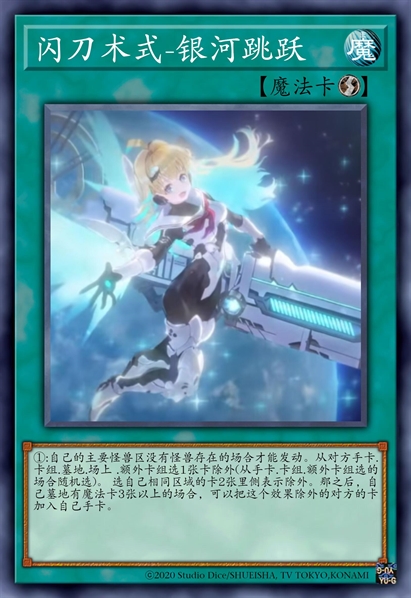 闪刀术式-银河跳跃
魔
【魔法卡】
①:自己的主要怪兽区没有怪兽存在的场合才能发动。从对方手卡.
卡组.墓地.场上 .额外卡组选1张卡除外(从手卡.卡组.额外卡组选的
场合随机选)。 选自己相同区域的卡2张里侧表示除外。那之后，自
己墓地有魔法卡3张以上的场合，可以把这个效果除外的对方的卡
加入自己手卡。
©2020 Studio Dice/SHUEISHA, TV TOKYO,KONAMI